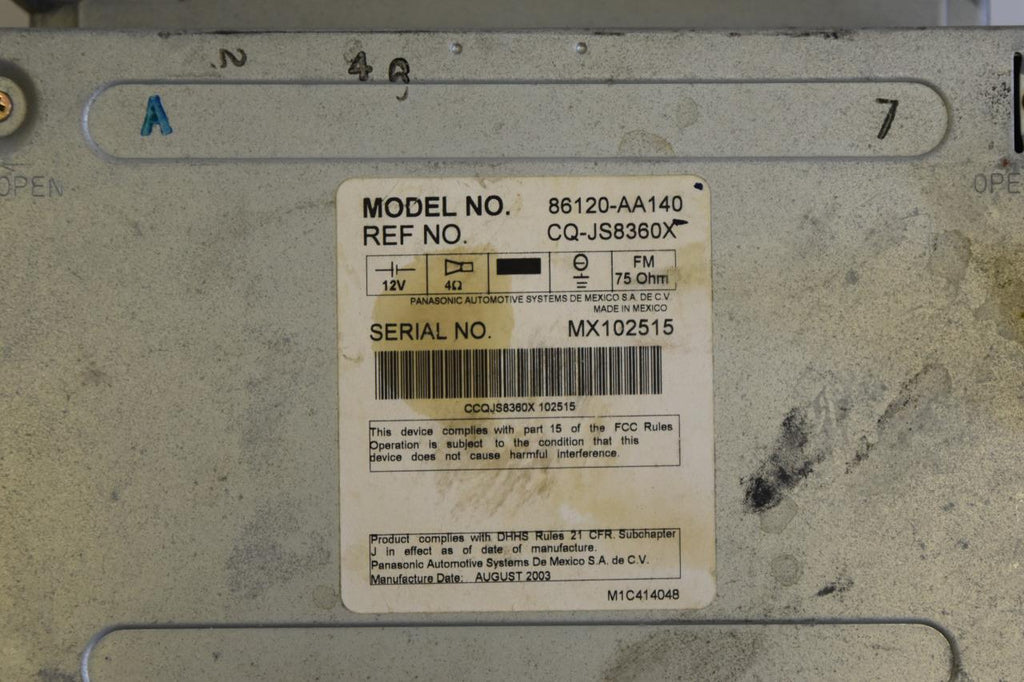 2 4 8
A 7
OPEN OPE
MODEL NO. 86120-AA140
REF NO. CQ-JS8360X
12V 4Ω FM 75 Ohm
PANASONIC AUTOMOTIVE SYSTEMS DE MEXICO S.A. DE C.V.
MADE IN MEXICO
SERIAL NO. MX102515
CCQJS8360X 102515
This device complies with part 15 of the FCC Rules
Operation is subject to the condition that this
device does not cause harmful interference.
Product complies with DHHS Rules 21 CFR. Subchapter
J in effect as of date of manufacture.
Panasonic Automotive Systems De Mexico S.A. de C.V.
Manufacture Date: AUGUST 2003
M1C414048